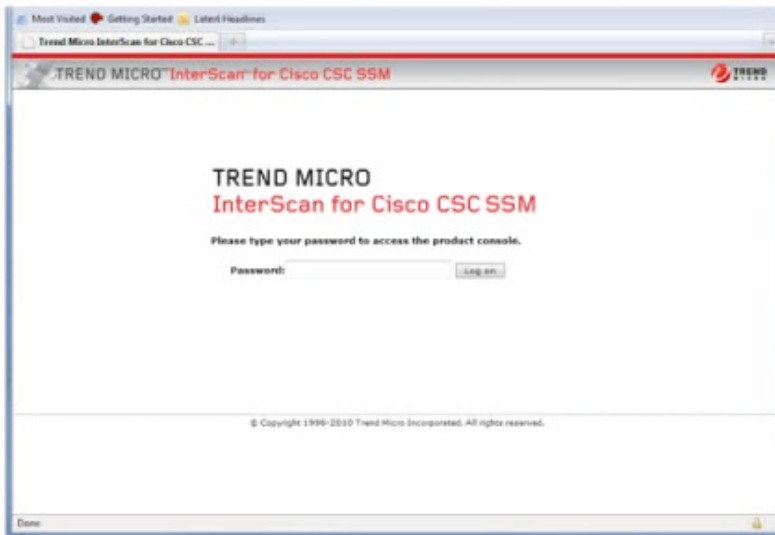 Most Visited Getting Started Latest Headlines
Trend Micro InterScan for Cisco CSC ...
TREND MICRO™ InterScan™ for Cisco CSC SSM
TREND MICRO
TREND MICRO
InterScan for Cisco CSC SSM
Please type your password to access the product console.
Password: Log on
© Copyright 1996-2010 Trend Micro Incorporated. All rights reserved.
Done